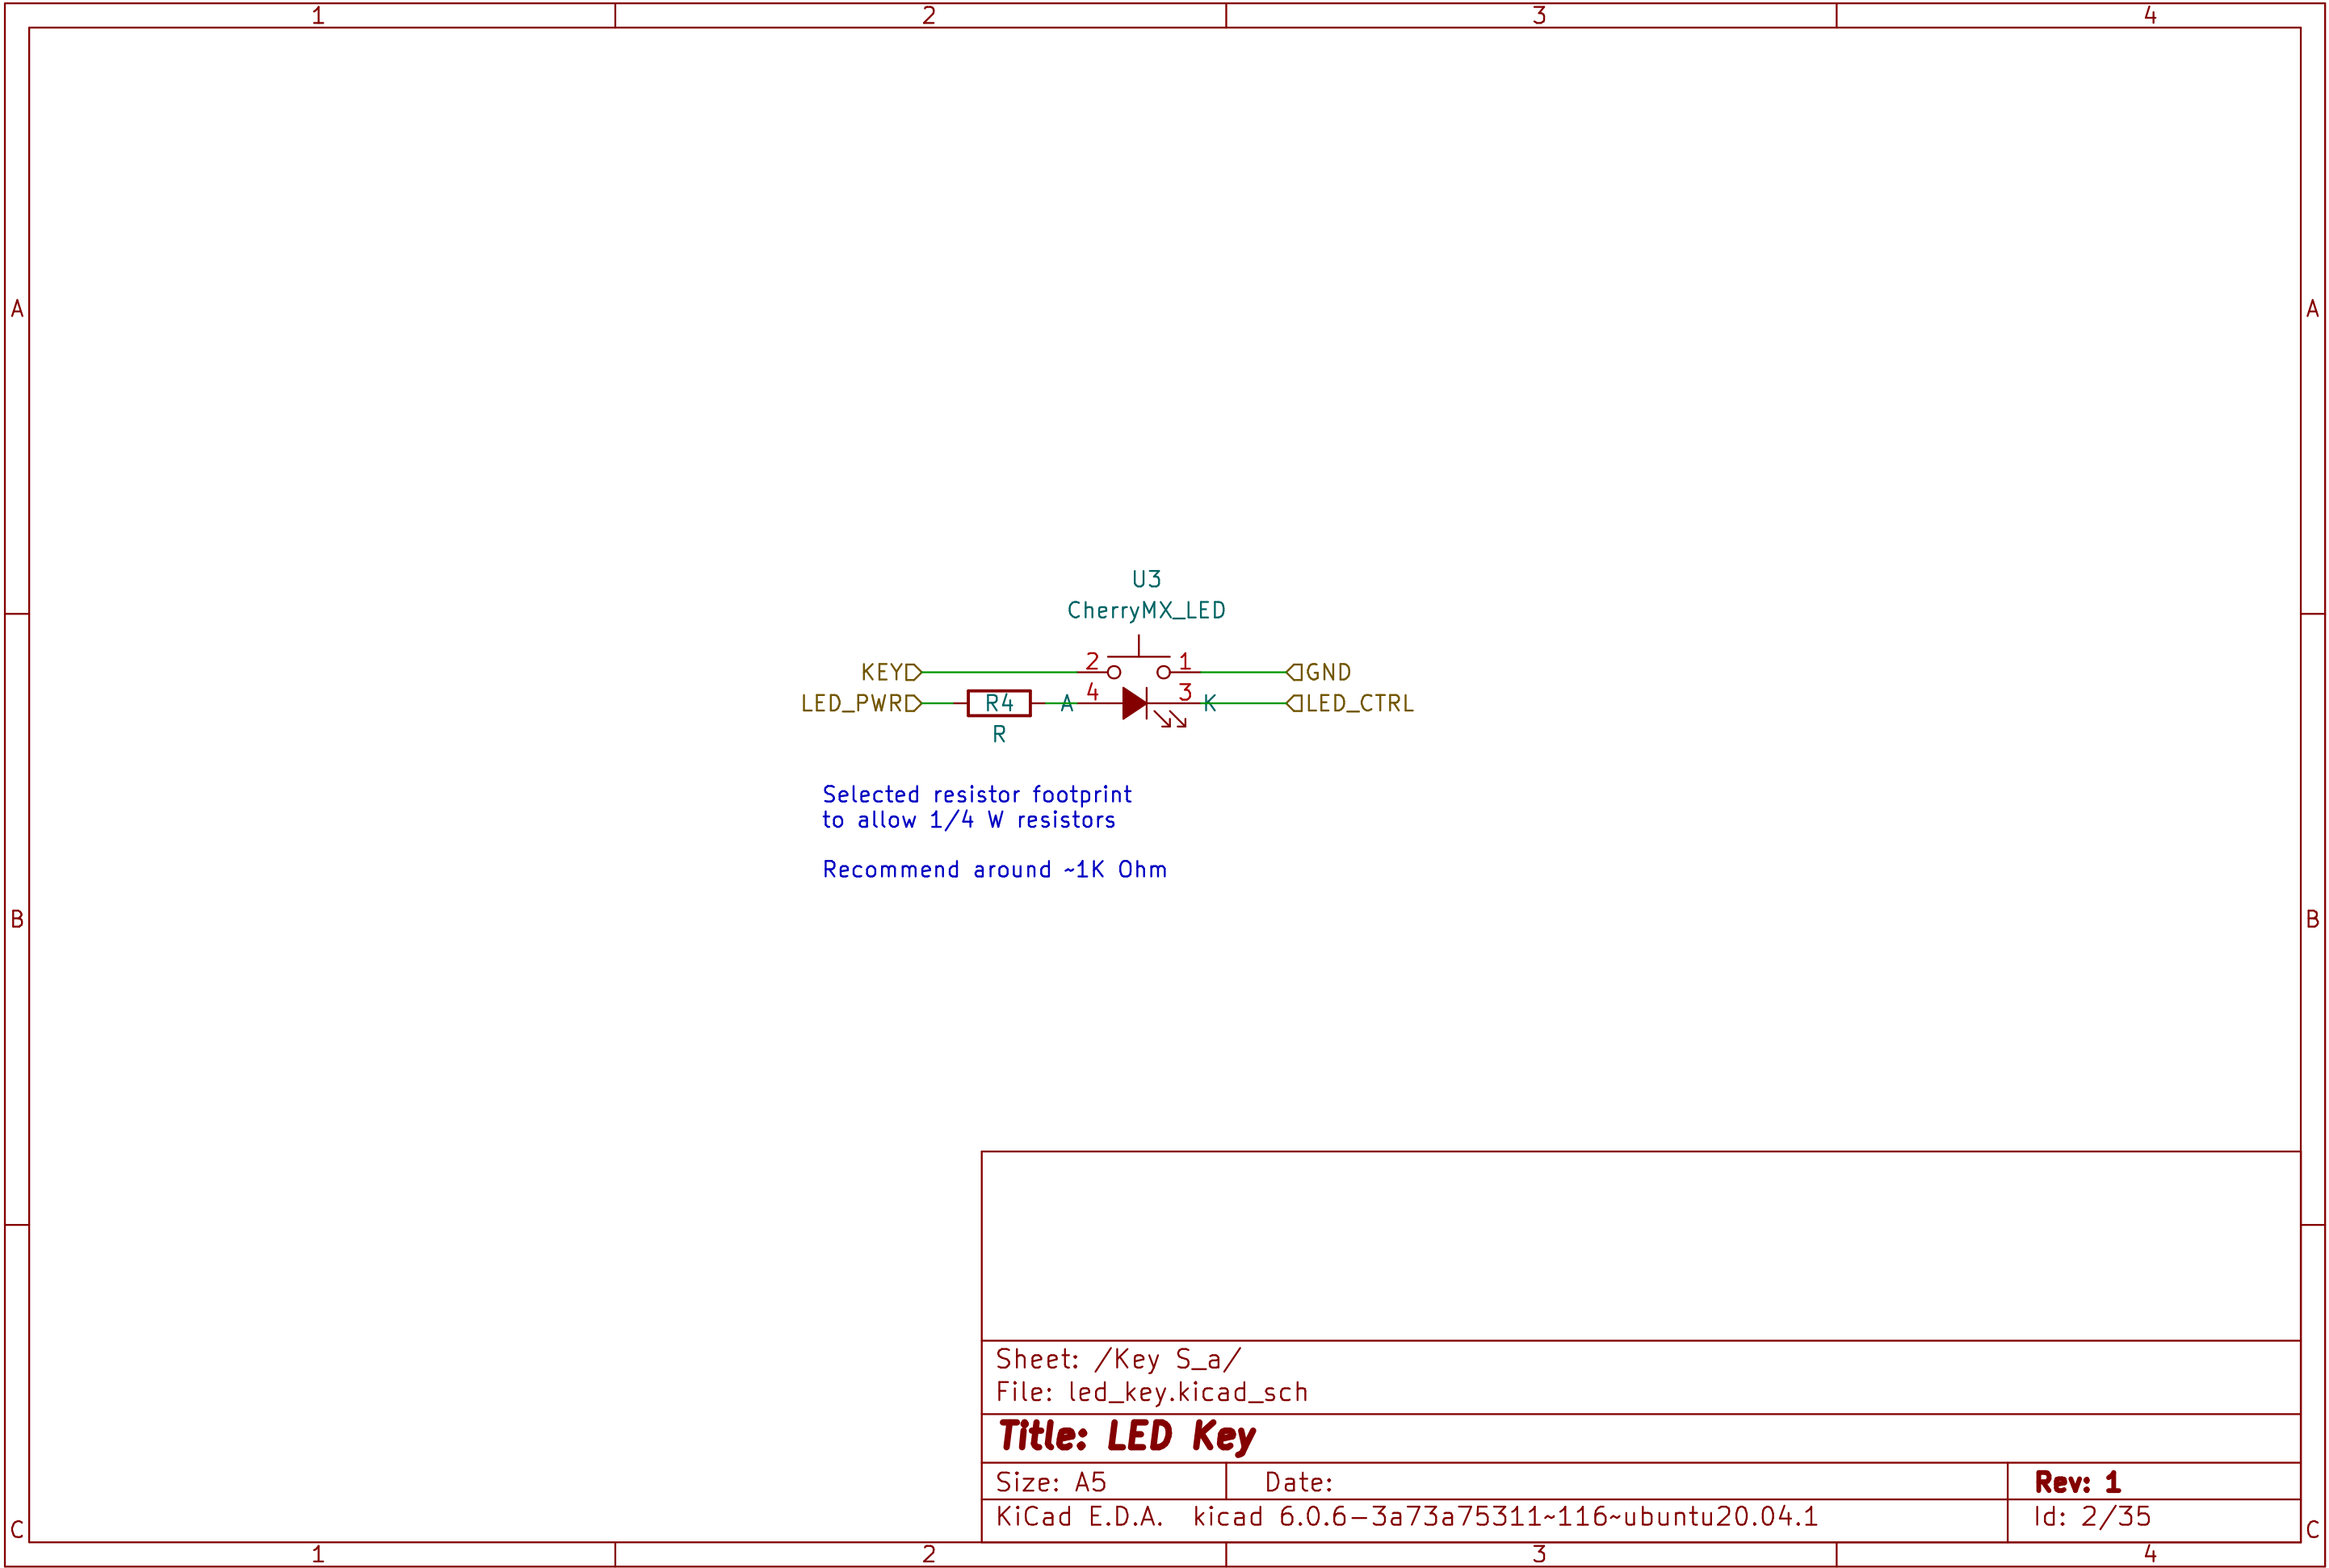 1 2 3 4
A A
U3
CherryMX_LED
KEY 2 1 GND
LED_PWR R4 A 4 3 K LED_CTRL
R
Selected resistor footprint
to allow 1/4 W resistors
Recommend around ~1K Ohm
B B
Sheet: /Key S_a/
File: led_key.kicad_sch
Title: LED Key
Size: A5 Date: Rev: 1
KiCad E.D.A. kicad 6.0.6-3a73a75311~116~ubuntu20.04.1 Id: 2/35
C C
1 2 3 4